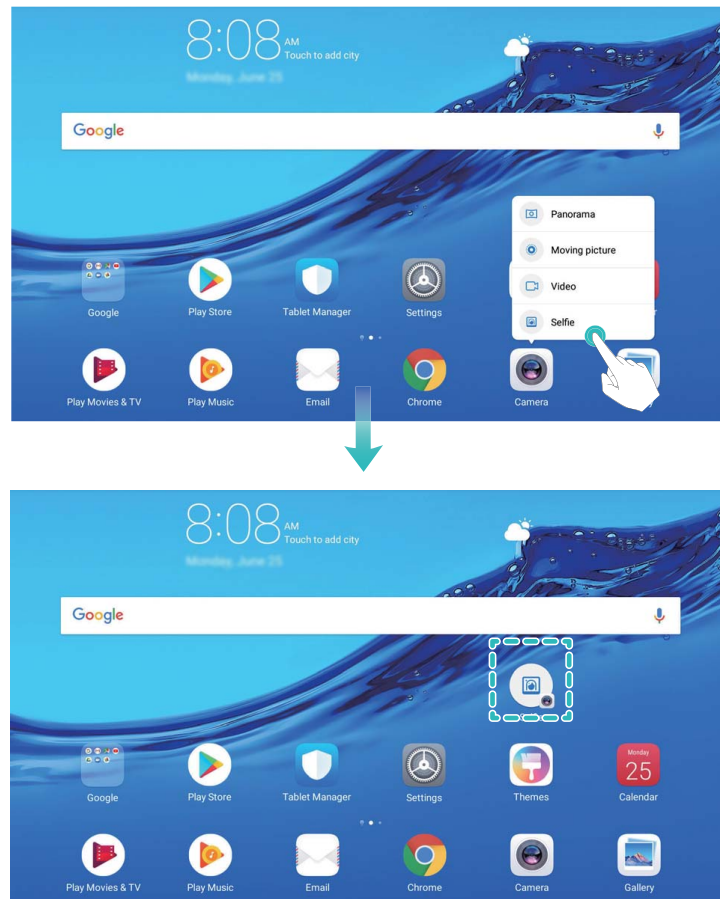 8:08 AM
Touch to add city
Monday, June 25
Google
Panorama
Moving picture
Video
Selfie
Google
Play Store
Tablet Manager
Settings
r
Play Movies & TV
Play Music
Email
Chrome
Camera
y
8:08 AM
Touch to add city
Monday, June 25
Google
Google
Play Store
Tablet Manager
Settings
Themes
Monday
25
Calendar
Play Movies & TV
Play Music
Email
Chrome
Camera
Gallery